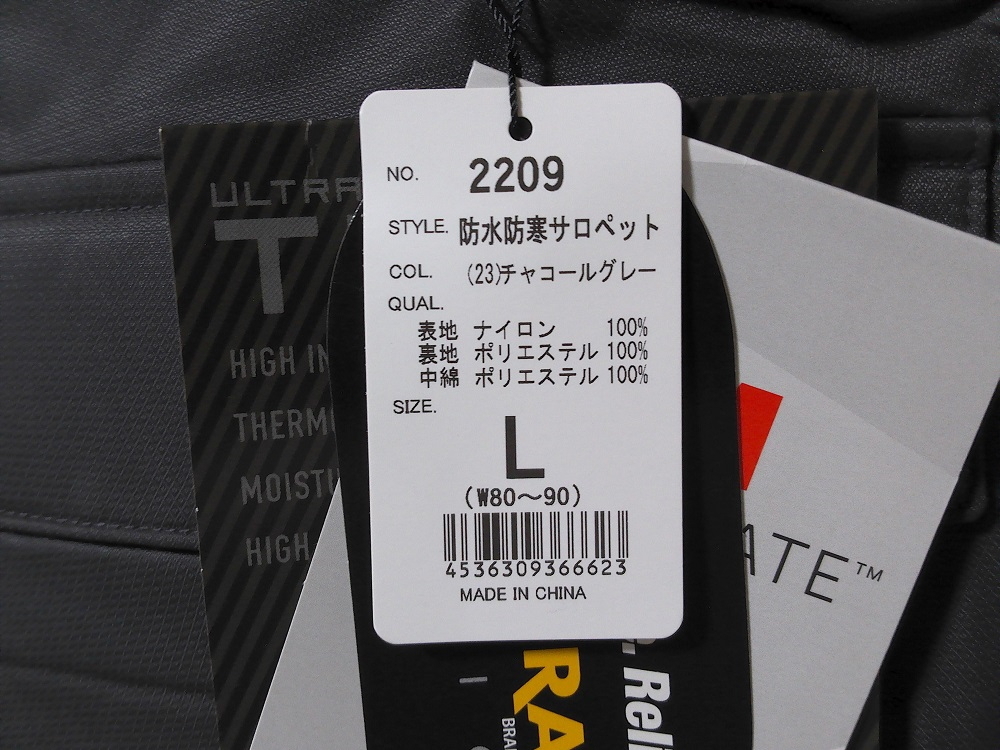 NO. 2209
STYLE. 防水防寒サロペット
COL. (23)チャコールグレー
QUAL.
表地 ナイロン 100%
裏地 ポリエステル 100%
中綿 ポリエステル 100%
SIZE.
L
(W80～90)
4536309366623
MADE IN CHINA
ULTRA
T
HIGH IN
THERM
MOISTU
HIGH
ATE™
RA
BRA
. Reli